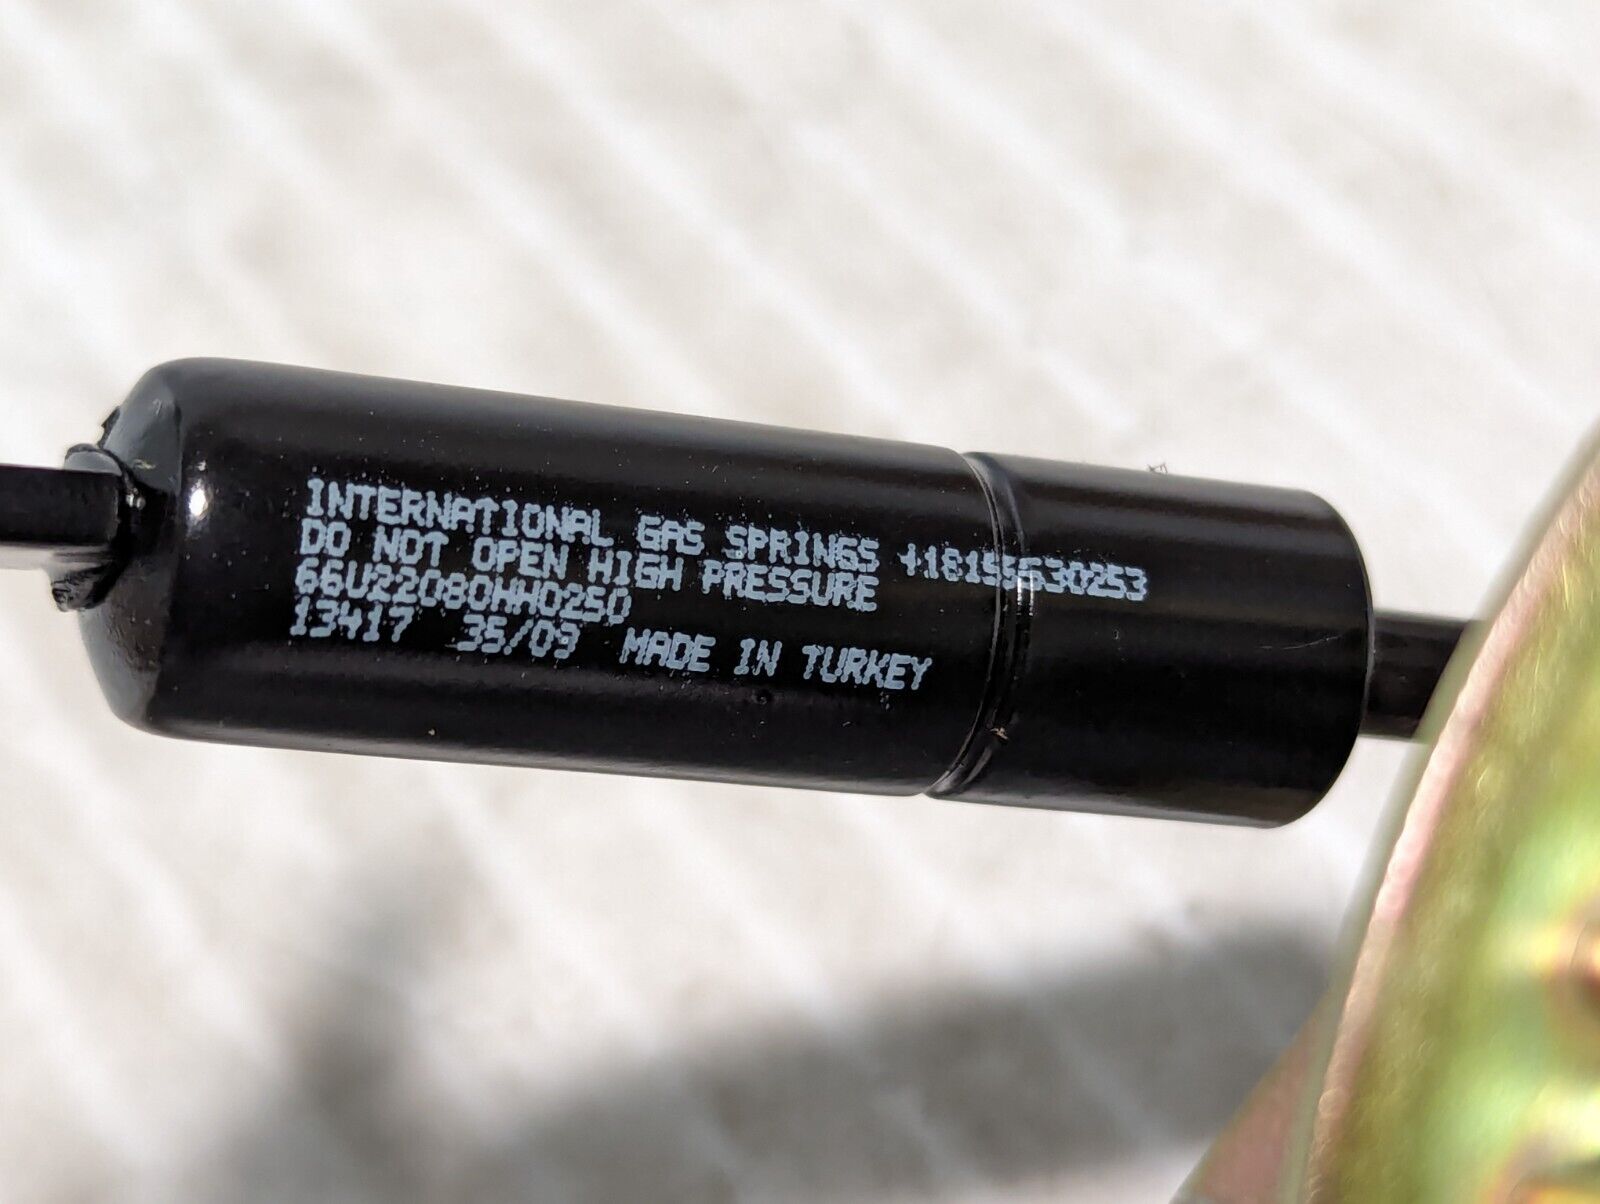 INTERNATIONAL GAS SPRINGS +18155630253
DO NOT OPEN HIGH PRESSURE
66U22080HH0250
13417 35/09 MADE IN TURKEY